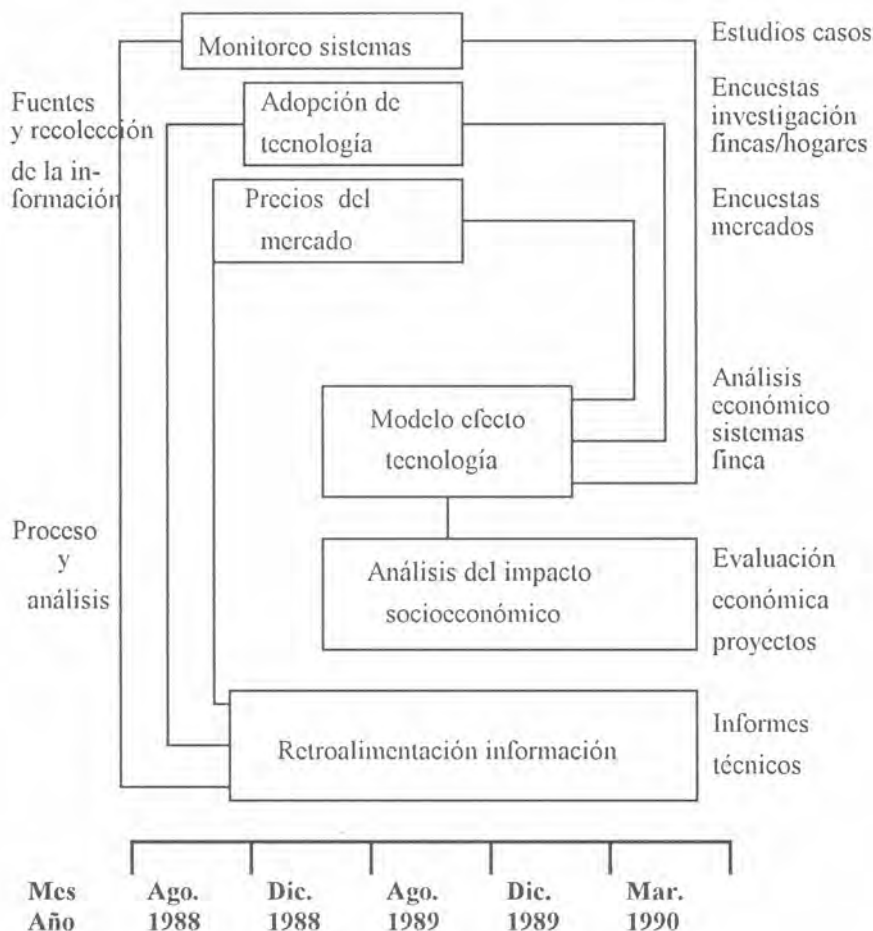 Monitoreo sistemas
Estudios casos
Fuentes
y recolección
de la in-
formación
Adopción de
tecnología
Encuestas
investigación
fincas/hogares
Precios del
mercado
Encuestas
mercados
Modelo efecto
tecnología
Análisis
económico
sistemas
finca
Proceso
y
análisis
Análisis del impacto
socioeconómico
Evaluación
económica
proyectos
Retroalimentación información
Informes
técnicos
Mes Ago. Dic. Ago. Dic. Mar.
Año 1988 1988 1989 1989 1990